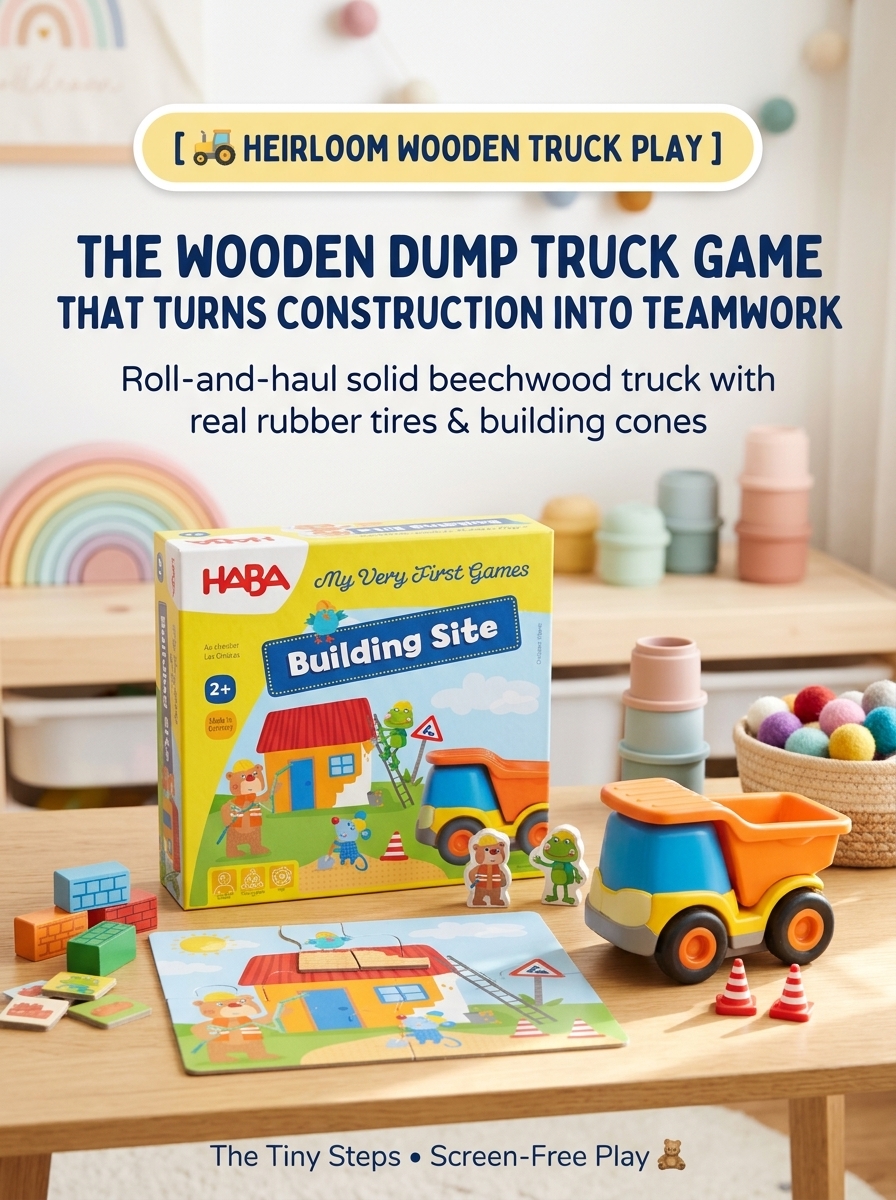 [ 🚜 HEIRLOOM WOODEN TRUCK PLAY ]
THE WOODEN DUMP TRUCK GAME
THAT TURNS CONSTRUCTION INTO TEAMWORK
Roll-and-haul solid beechwood truck with
real rubber tires & building cones
HABA
My Very First Games
Building Site
2+
The Tiny Steps • Screen-Free Play 🧸